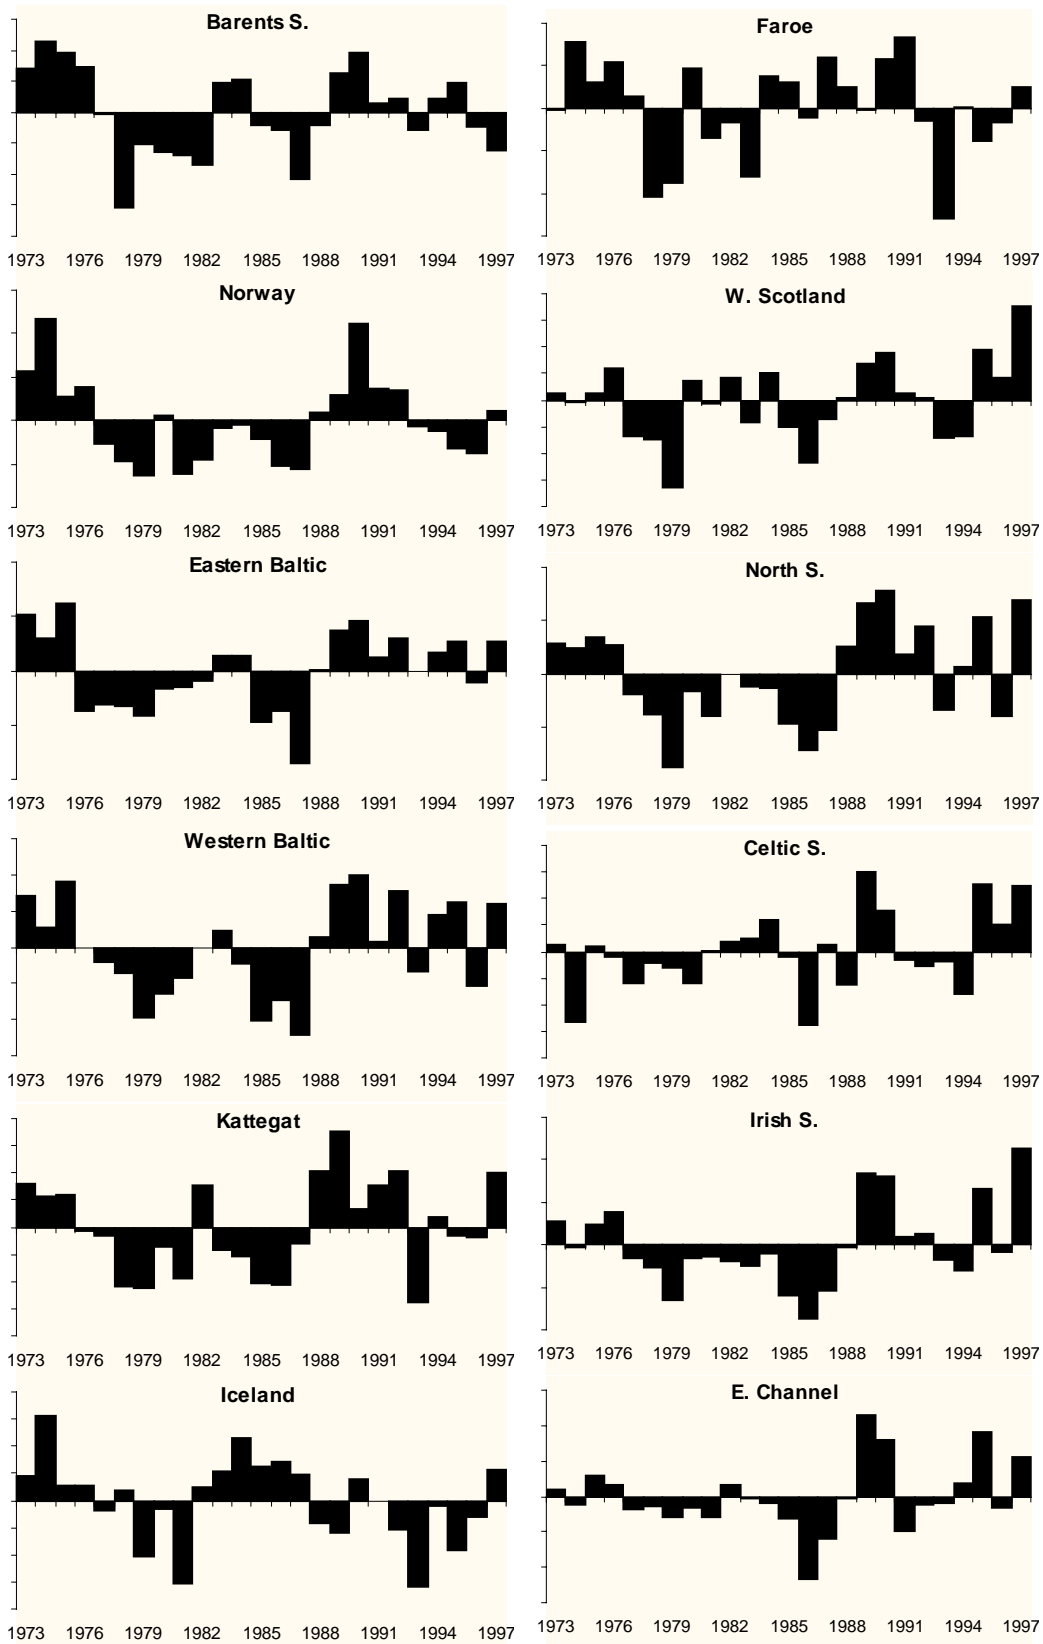 Barents S.
1973 1976 1979 1982 1985 1988 1991 1994 1997
Faroe
1973 1976 1979 1982 1985 1988 1991 1994 1997
Norway
1973 1976 1979 1982 1985 1988 1991 1994 1997
W. Scotland
1973 1976 1979 1982 1985 1988 1991 1994 1997
Eastern Baltic
1973 1976 1979 1982 1985 1988 1991 1994 1997
North S.
1973 1976 1979 1982 1985 1988 1991 1994 1997
Western Baltic
1973 1976 1979 1982 1985 1988 1991 1994 1997
Celtic S.
1973 1976 1979 1982 1985 1988 1991 1994 1997
Kattegat
1973 1976 1979 1982 1985 1988 1991 1994 1997
Irish S.
1973 1976 1979 1982 1985 1988 1991 1994 1997
Iceland
1973 1976 1979 1982 1985 1988 1991 1994 1997
E. Channel
1973 1976 1979 1982 1985 1988 1991 1994 1997